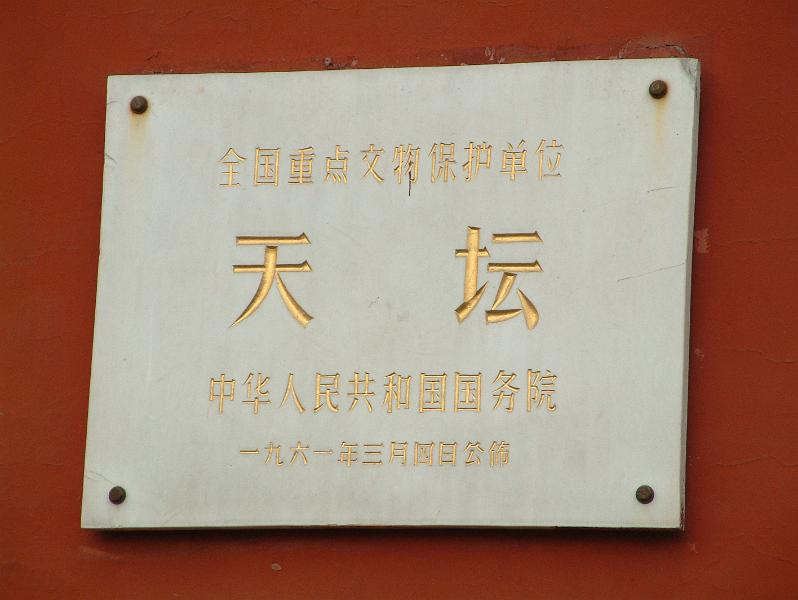 全国重点文物保护单位
天坛
中华人民共和国国务院
一九六一年三月四日公佈